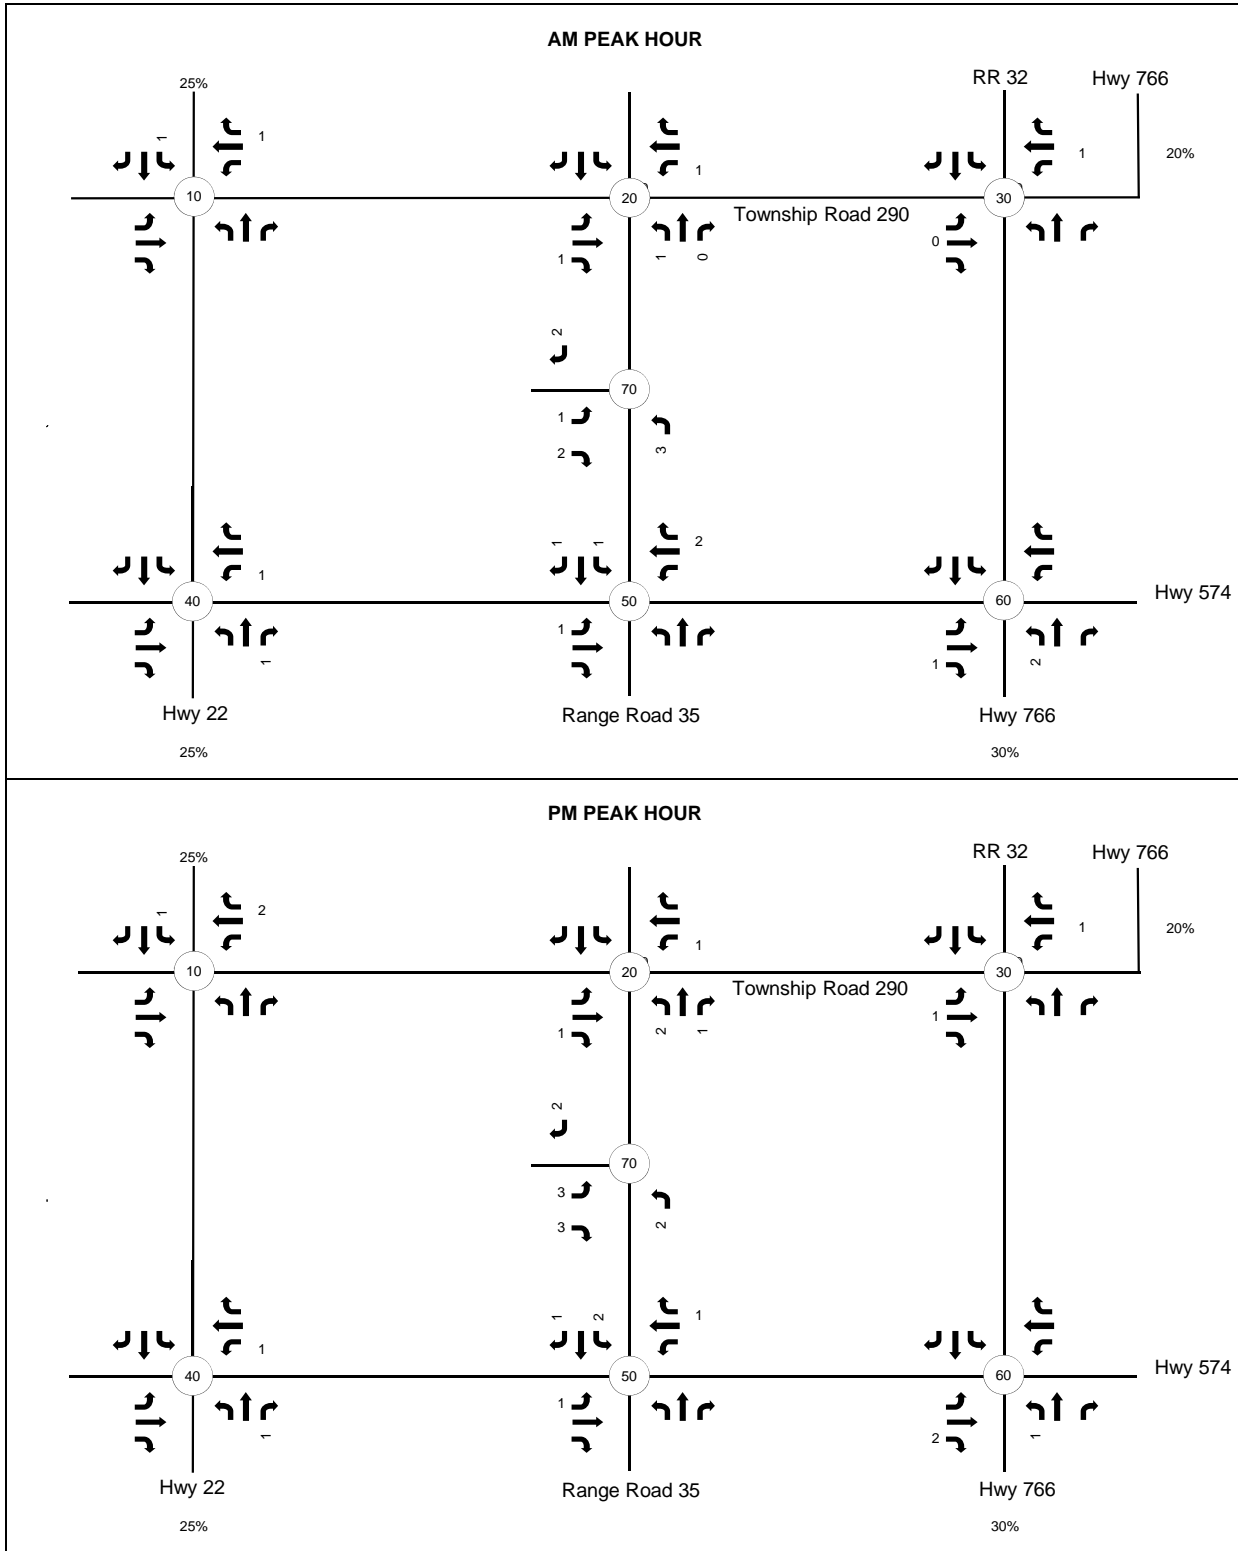 AM PEAK HOUR
RR 32 Hwy 766
25%
1 1 1 1 20%
10 20 30
Township Road 290
1 1 0 0
2
70
1
2 3
1 1 2
1 Hwy 574
40 50 60
1
1 1 2
Hwy 22 Range Road 35 Hwy 766
25% 30%
PM PEAK HOUR
RR 32 Hwy 766
25%
1 2 1 1 20%
10 20 30
Township Road 290
1 2 1 1
2
70
3
3 2
1 2 1
1 Hwy 574
40 50 60
1
1 2 1
Hwy 22 Range Road 35 Hwy 766
25% 30%